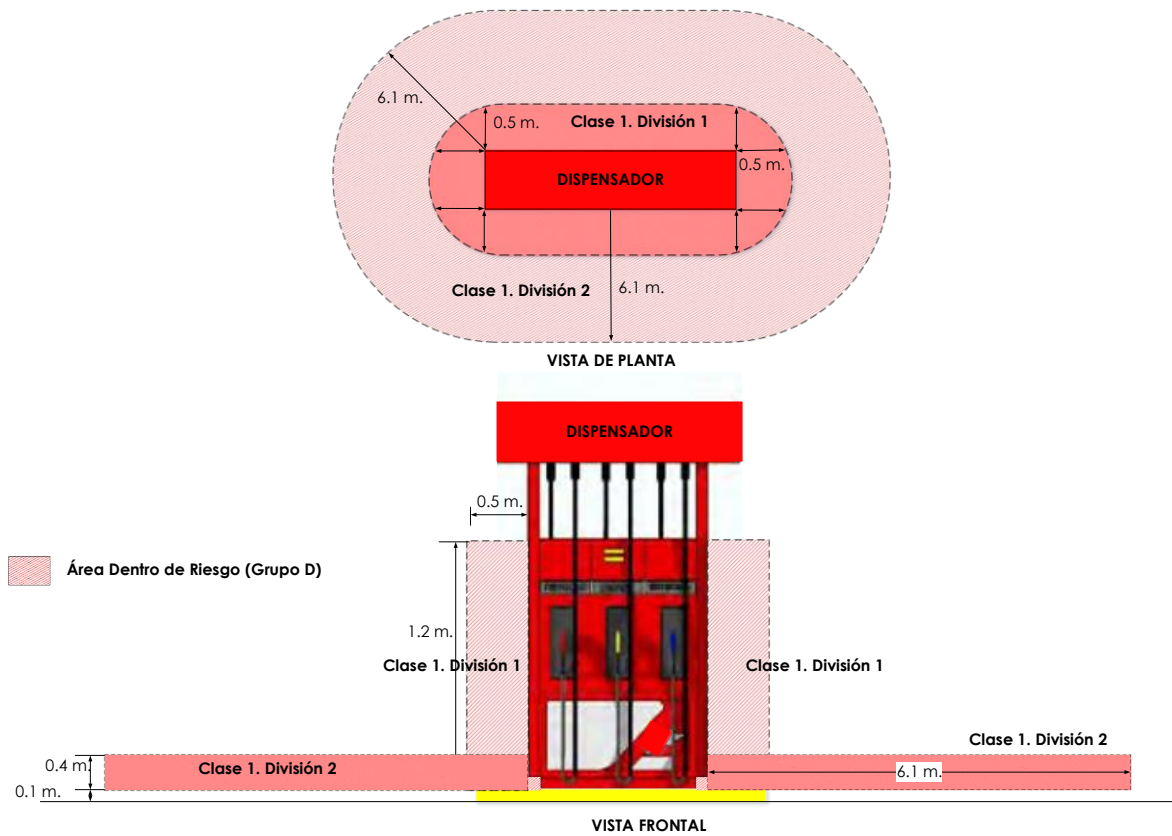 6.1 m.
0.5 m.
Clase 1. División 1
0.5 m.
DISPENSADOR
Clase 1. División 2
6.1 m.
VISTA DE PLANTA
DISPENSADOR
0.5 m.
Área Dentro de Riesgo (Grupo D)
1.2 m.
Clase 1. División 1
Clase 1. División 1
Clase 1. División 2
0.4 m.
Clase 1. División 2
6.1 m.
0.1 m.
VISTA FRONTAL